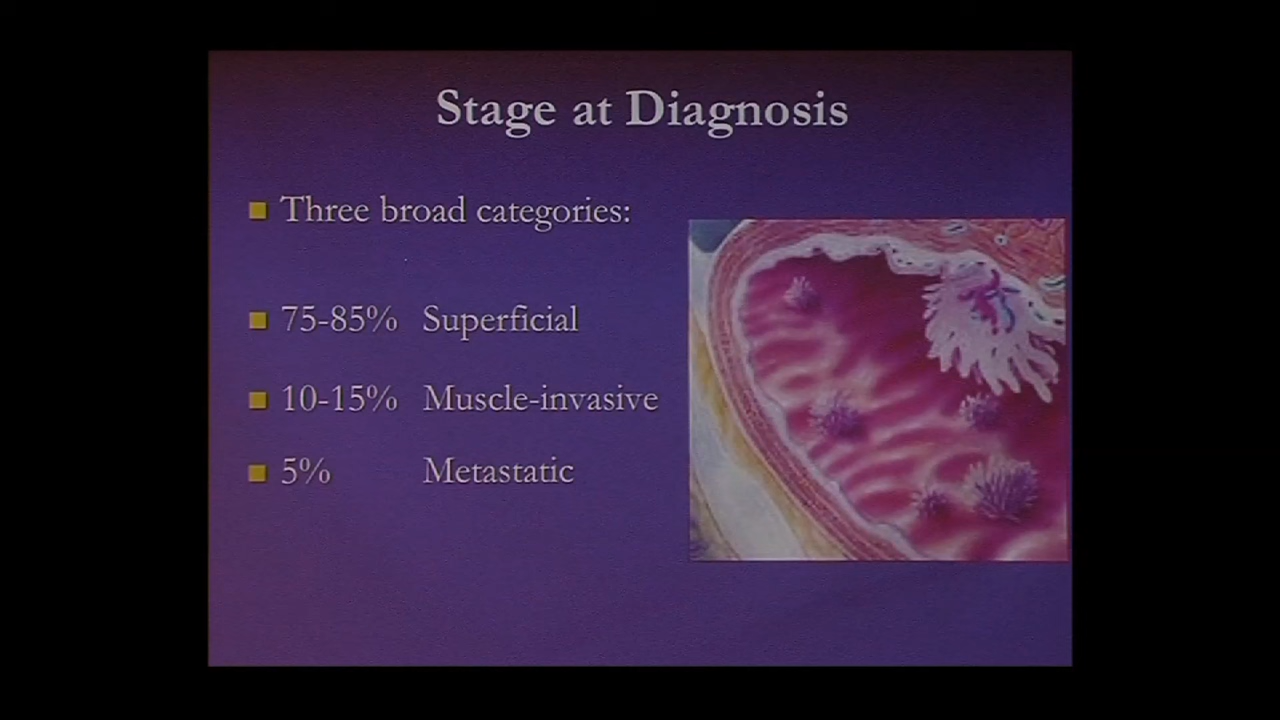 Stage at Diagnosis
Three broad categories:
75-85% Superficial
10-15% Muscle-invasive
5% Metastatic